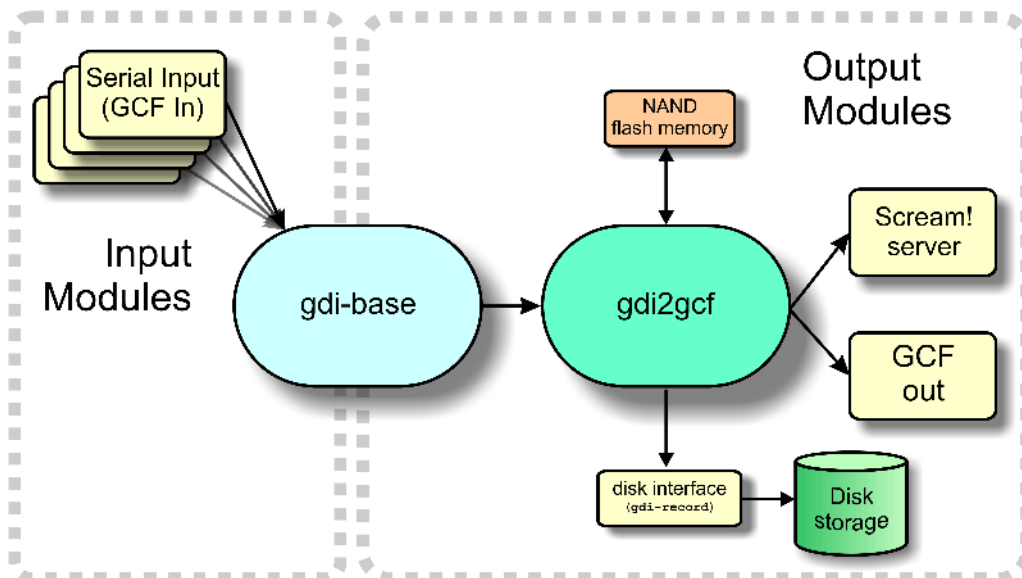 Serial Input
(GCF In)
Input
Modules
gdi-base
gdi2gcf
NAND
flash memory
Output
Modules
Scream!
server
GCF
out
disk interface
(gdi-record)
Disk
storage